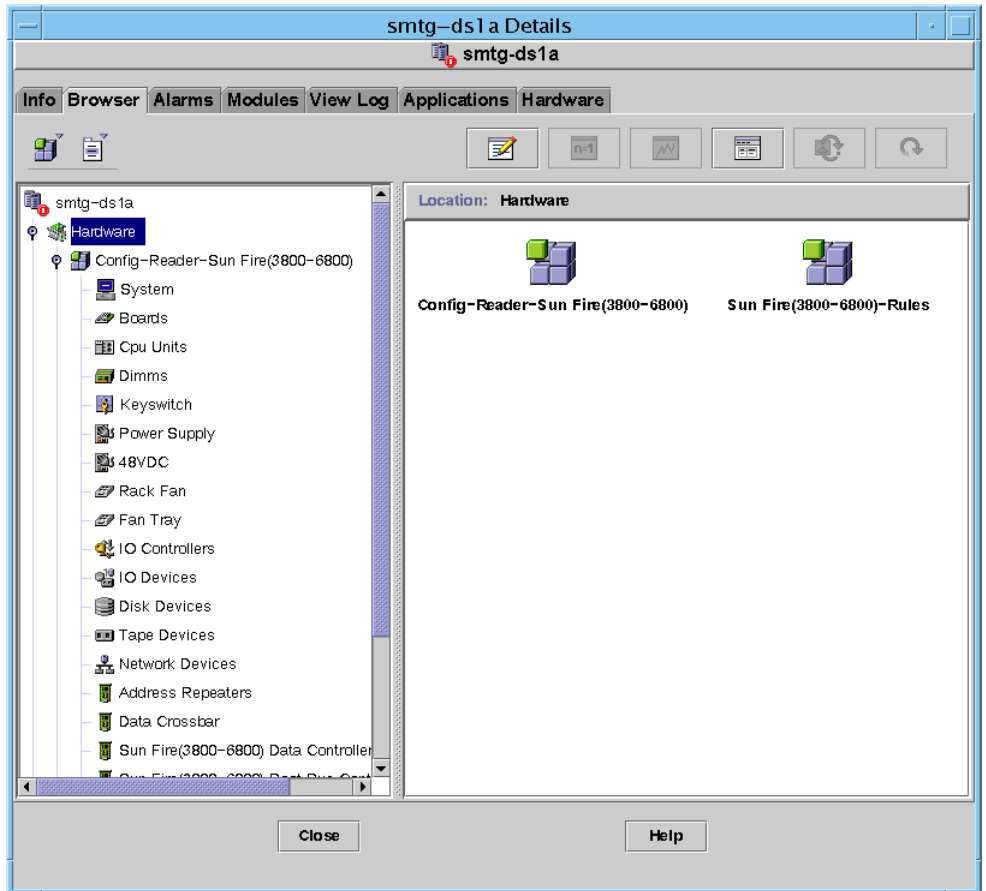 smtg-ds1a Details
smtg-ds1a
Info Browser Alarms Modules View Log Applications Hardware
n=1
smtg-ds1a
Hardware
Config-Reader-Sun Fire(3800-6800)
System
Boards
Cpu Units
Dimms
Keyswitch
Power Supply
48VDC
Rack Fan
Fan Tray
IO Controllers
IO Devices
Disk Devices
Tape Devices
Network Devices
Address Repeaters
Data Crossbar
Sun Fire(3800-6800) Data Controller
Location: Hardware
Config-Reader-Sun Fire(3800-6800) Sun Fire(3800-6800)-Rules
Close Help